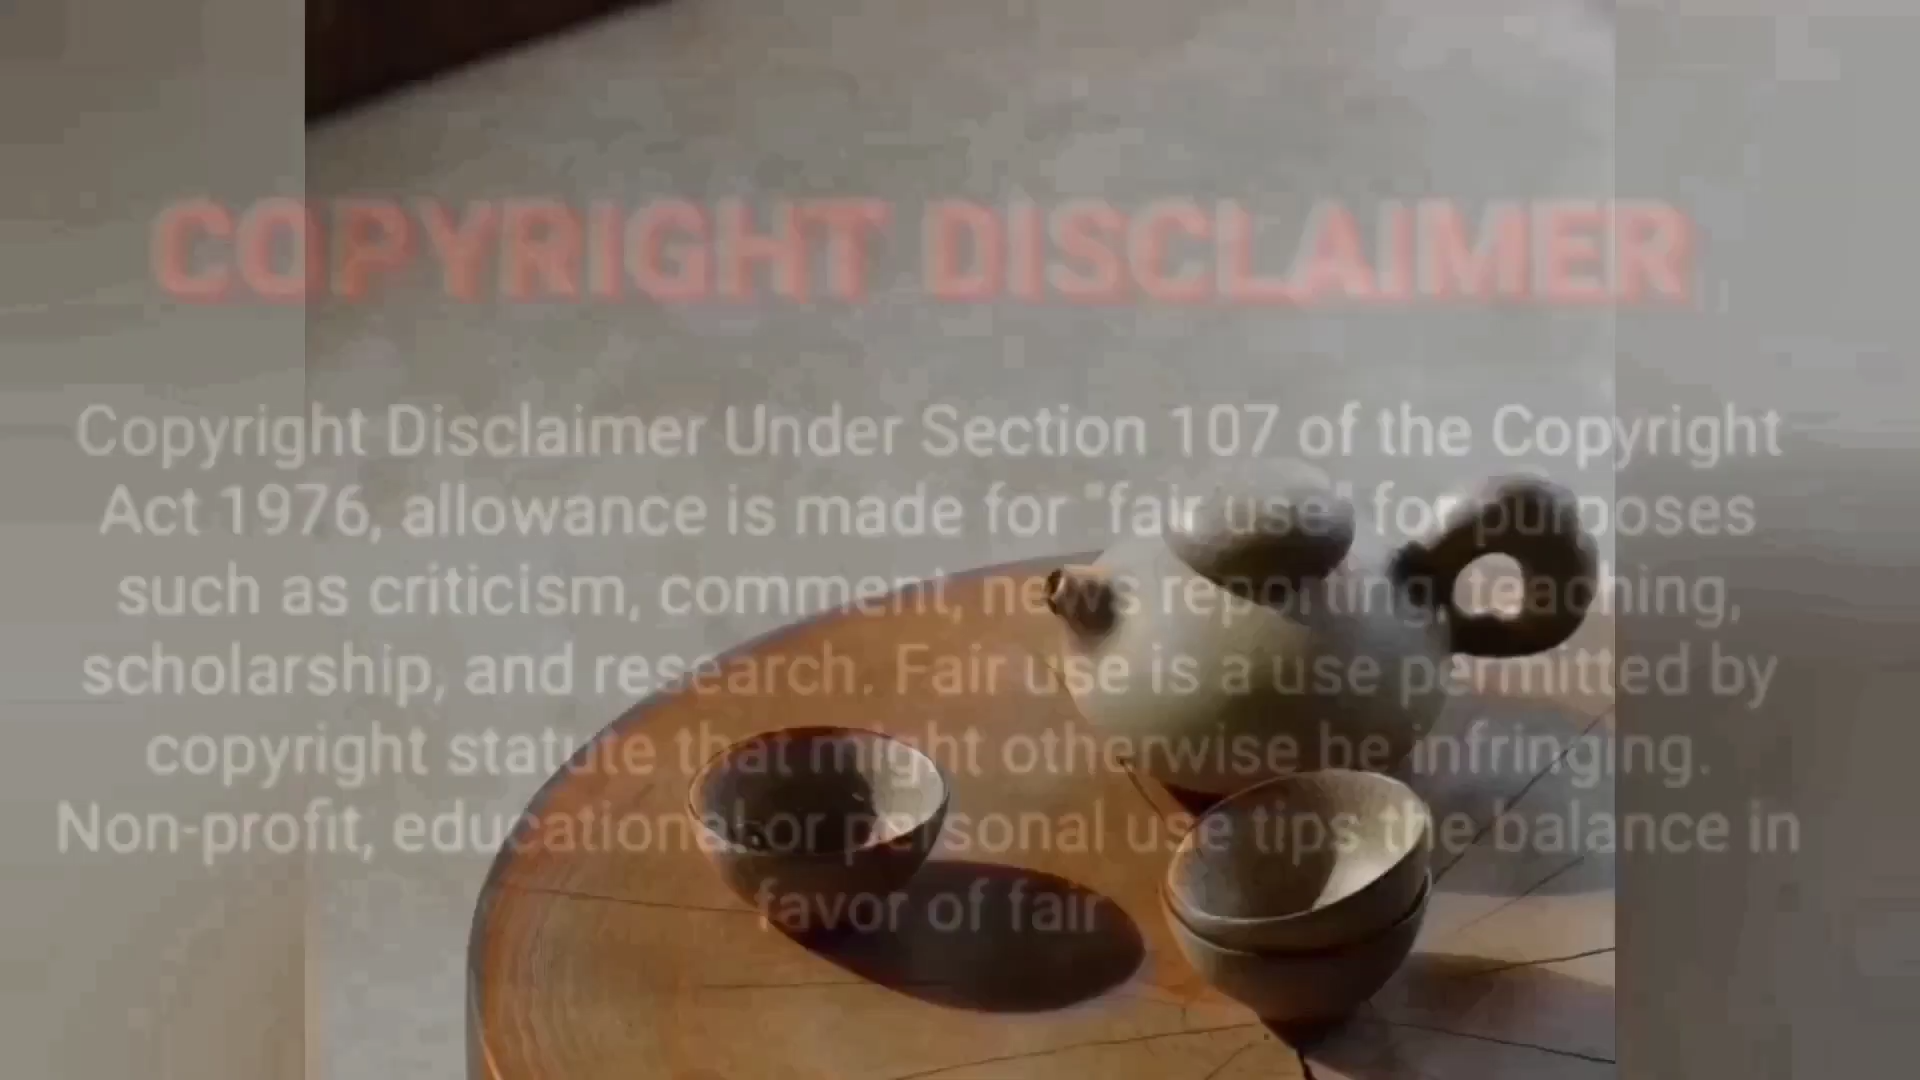 COPYRIGHT DISCLAIMER
Copyright Disclaimer Under Section 107 of the Copyright
Act 1976, allowance is made for "fair use" for purposes
such as criticism, comment, news reporting, teaching,
scholarship, and research. Fair use is a use permitted by
copyright statute that might otherwise be infringing.
Non-profit, educational or personal use tips the balance in
favor of fair